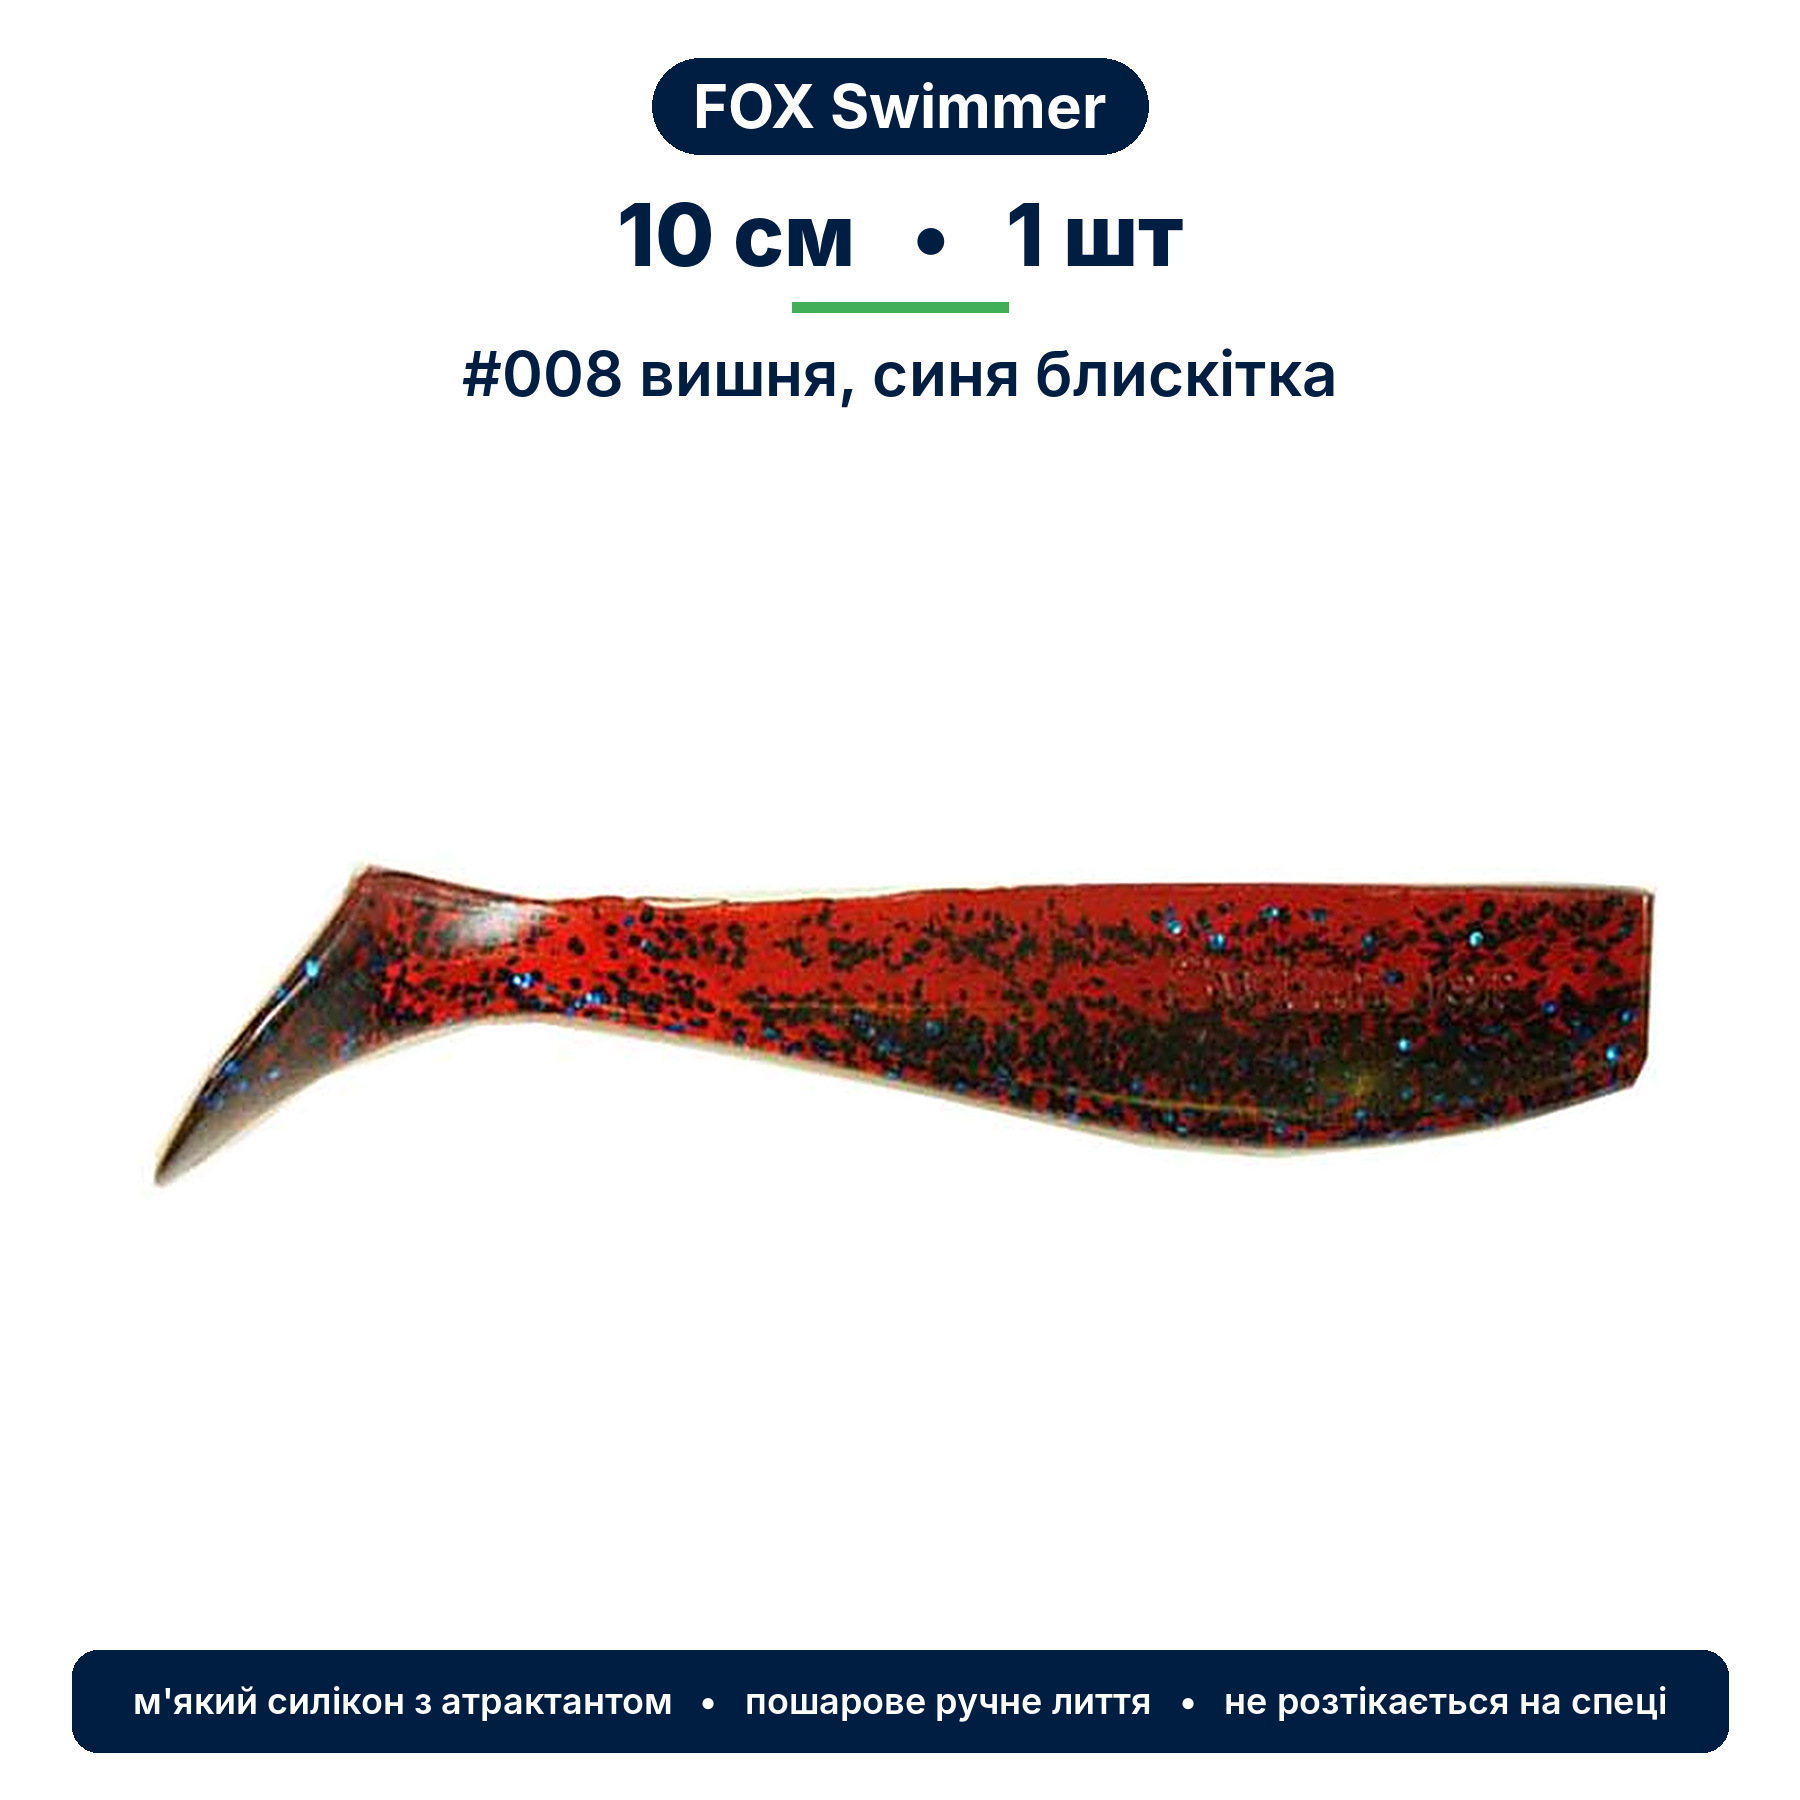 FOX Swimmer
10 см • 1 шт
#008 вишня, синя блискітка
м'який силікон з атрактантом • пошарове ручне лиття • не розтікається на спеці